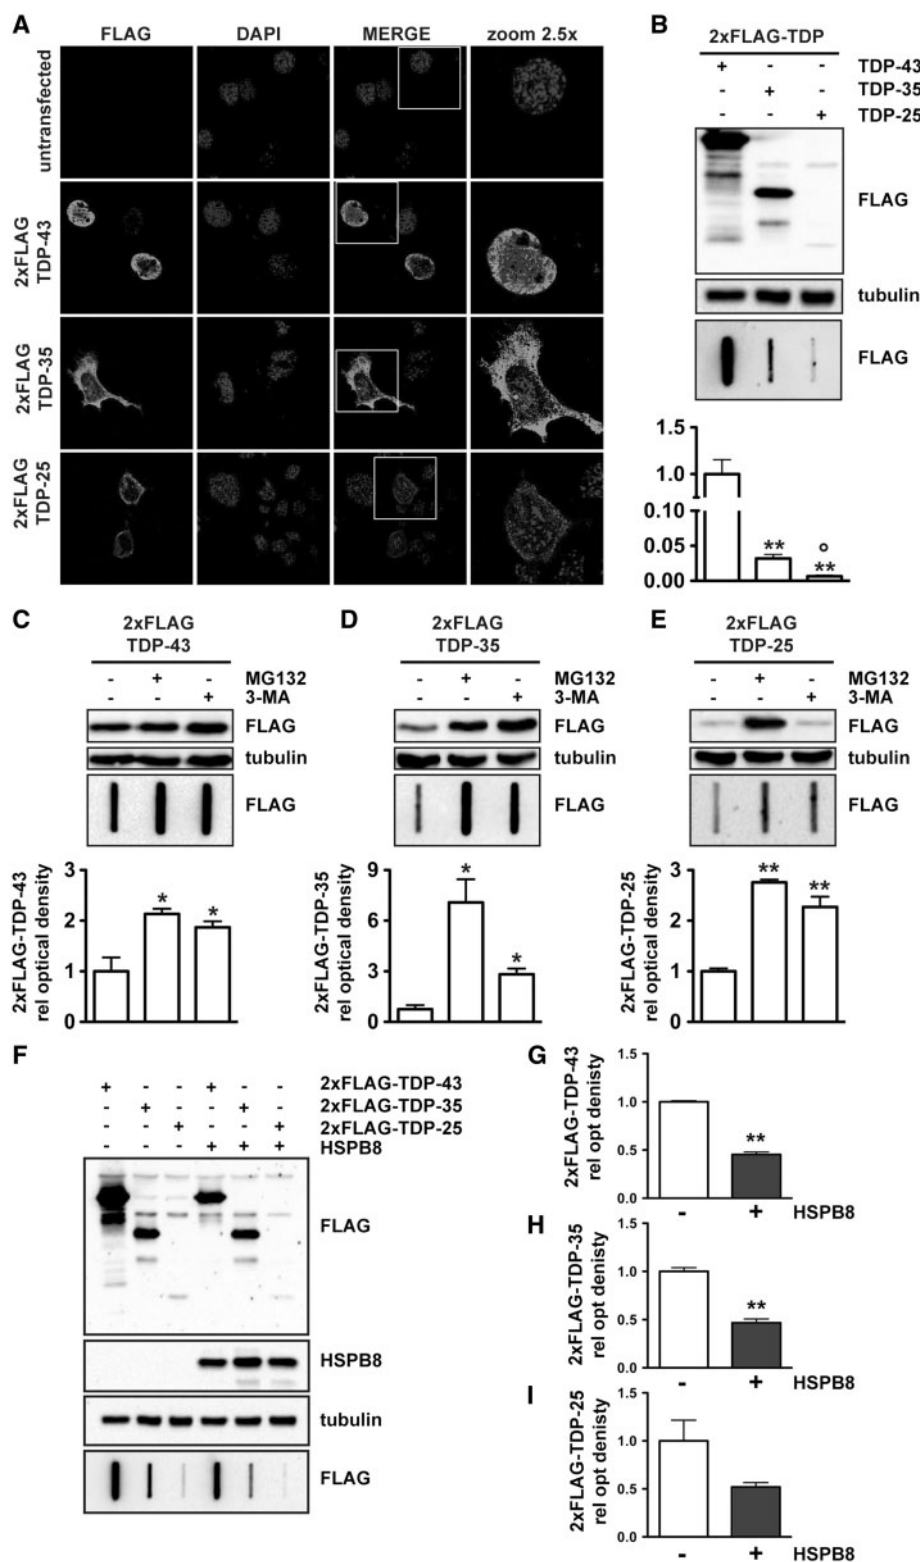 A
FLAG DAPI MERGE zoom 2.5x
untransfected
2xFLAG
TDP-43
2xFLAG
TDP-35
2xFLAG
TDP-25
B
2xFLAG-TDP
+ - - TDP-43
- + - TDP-35
- - + TDP-25
FLAG
tubulin
FLAG
1.5
1.0
0.10
0.05
0.00
**
°
**
C
2xFLAG
TDP-43
- + - MG132
- - + 3-MA
FLAG
tubulin
FLAG
2xFLAG-TDP-43
rel optical density
3
2
1
0
* *
D
2xFLAG
TDP-35
- + - MG132
- - + 3-MA
FLAG
tubulin
FLAG
2xFLAG-TDP-35
rel optical density
9
6
3
0
* *
E
2xFLAG
TDP-25
- + - MG132
- - + 3-MA
FLAG
tubulin
FLAG
2xFLAG-TDP-25
rel optical density
3
2
1
0
** **
F
+ - - + - - 2xFLAG-TDP-43
- + - - + - 2xFLAG-TDP-35
- - + - - + 2xFLAG-TDP-25
- - - + + + HSPB8
FLAG
HSPB8
tubulin
FLAG
G
2xFLAG-TDP-43
rel opt denisty
1.5
1.0
0.5
0.0
**
- + HSPB8
H
2xFLAG-TDP-35
rel opt denisty
1.5
1.0
0.5
0.0
**
- + HSPB8
I
2xFLAG-TDP-25
rel opt denisty
1.5
1.0
0.5
0.0
- + HSPB8